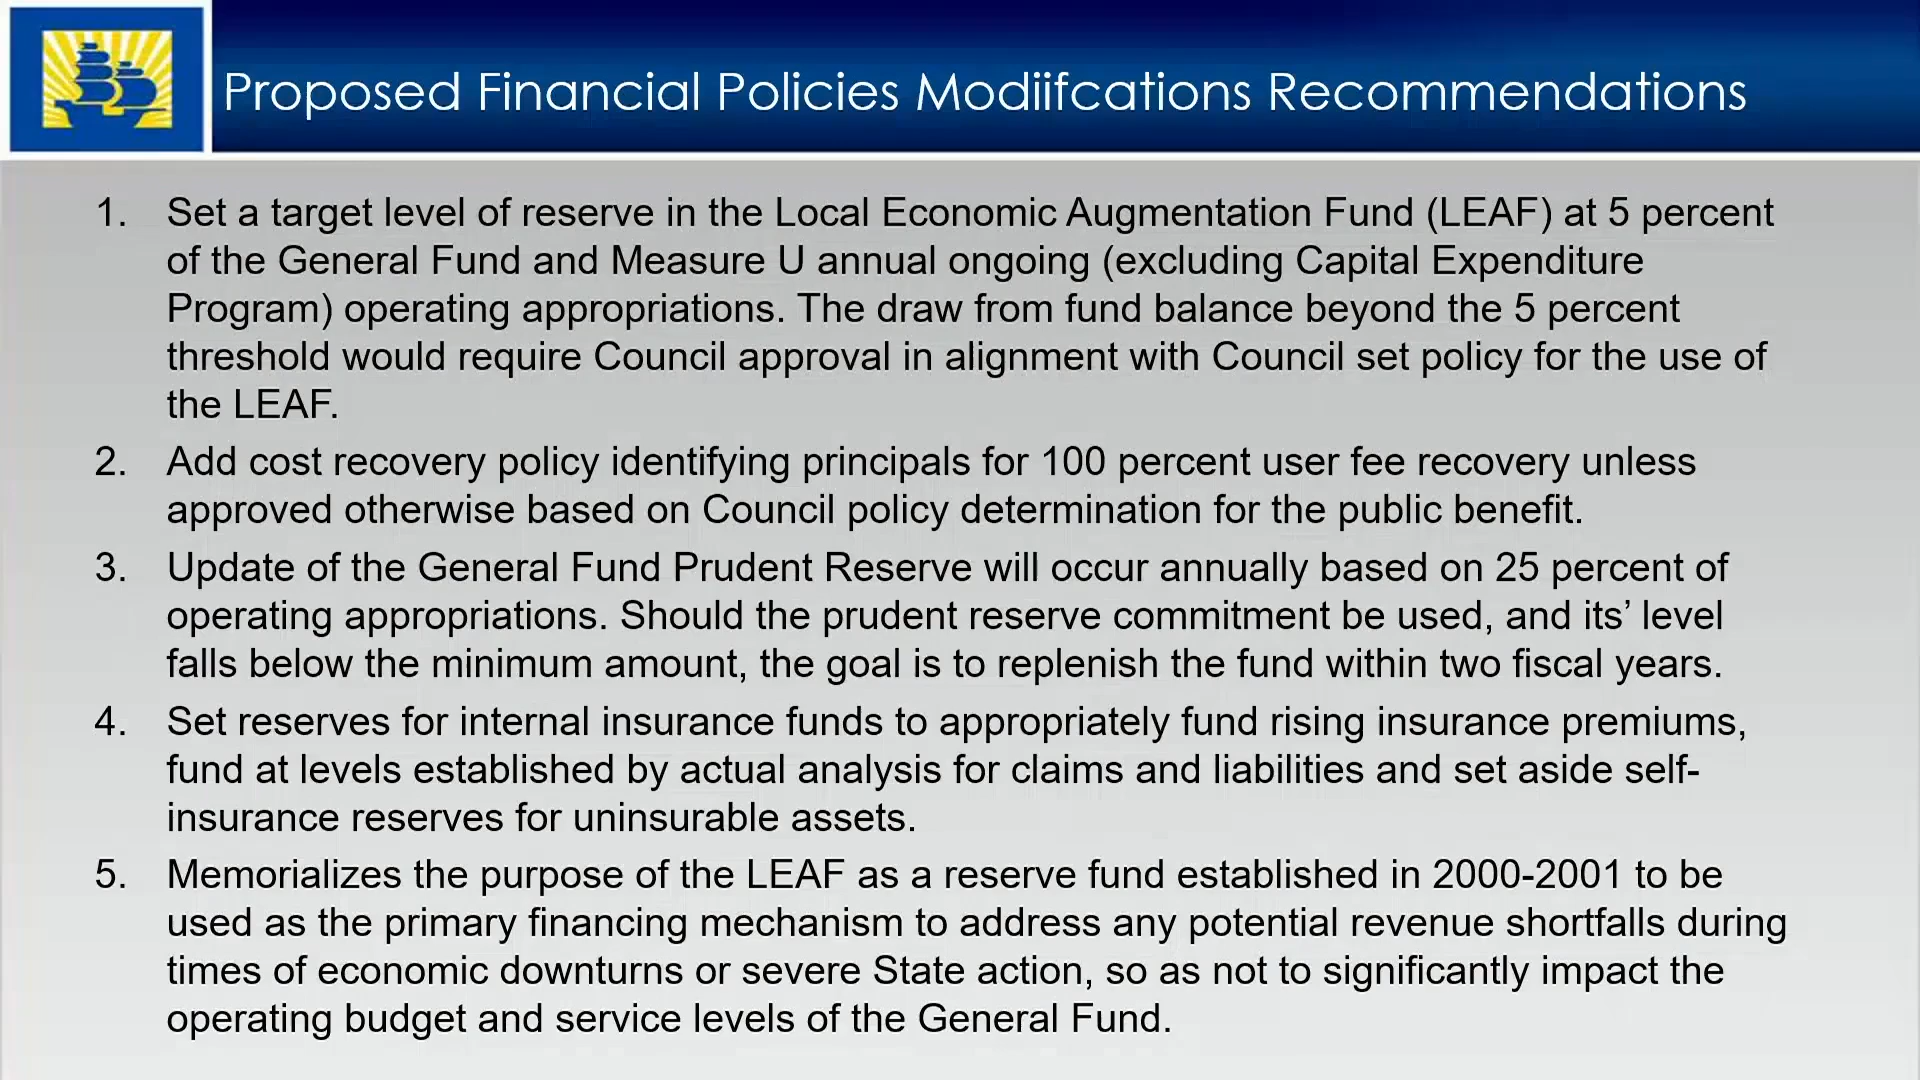 Proposed Financial Policies Modiifcations Recommendations
1. Set a target level of reserve in the Local Economic Augmentation Fund (LEAF) at 5 percent
of the General Fund and Measure U annual ongoing (excluding Capital Expenditure
Program) operating appropriations. The draw from fund balance beyond the 5 percent
threshold would require Council approval in alignment with Council set policy for the use of
the LEAF.
2. Add cost recovery policy identifying principals for 100 percent user fee recovery unless
approved otherwise based on Council policy determination for the public benefit.
3. Update of the General Fund Prudent Reserve will occur annually based on 25 percent of
operating appropriations. Should the prudent reserve commitment be used, and its’ level
falls below the minimum amount, the goal is to replenish the fund within two fiscal years.
4. Set reserves for internal insurance funds to appropriately fund rising insurance premiums,
fund at levels established by actual analysis for claims and liabilities and set aside self-
insurance reserves for uninsurable assets.
5. Memorializes the purpose of the LEAF as a reserve fund established in 2000-2001 to be
used as the primary financing mechanism to address any potential revenue shortfalls during
times of economic downturns or severe State action, so as not to significantly impact the
operating budget and service levels of the General Fund.